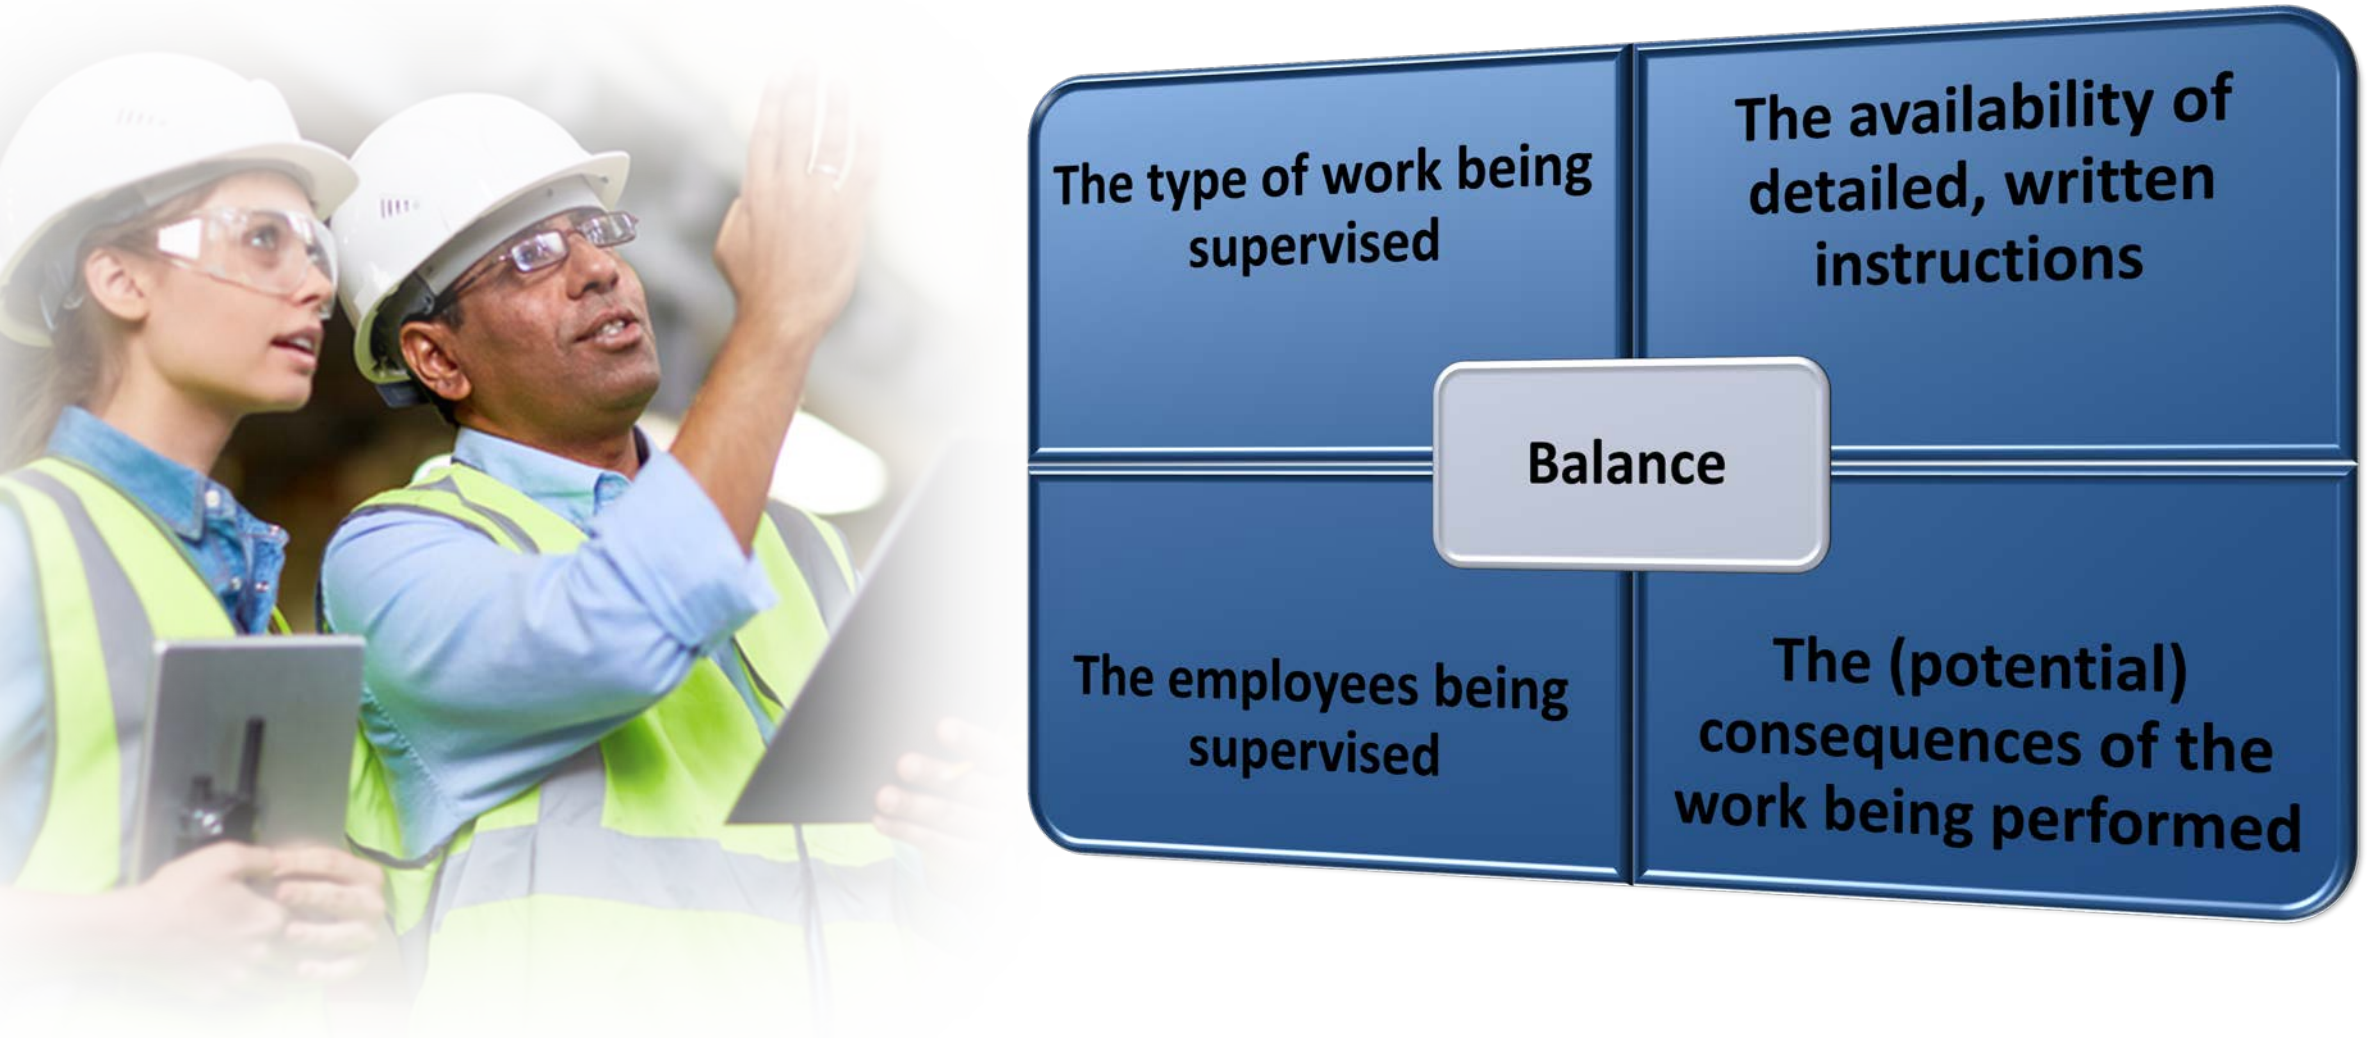 The type of work being
supervised
The availability of
detailed, written
instructions
Balance
The employees being
supervised
The (potential)
consequences of the
work being performed